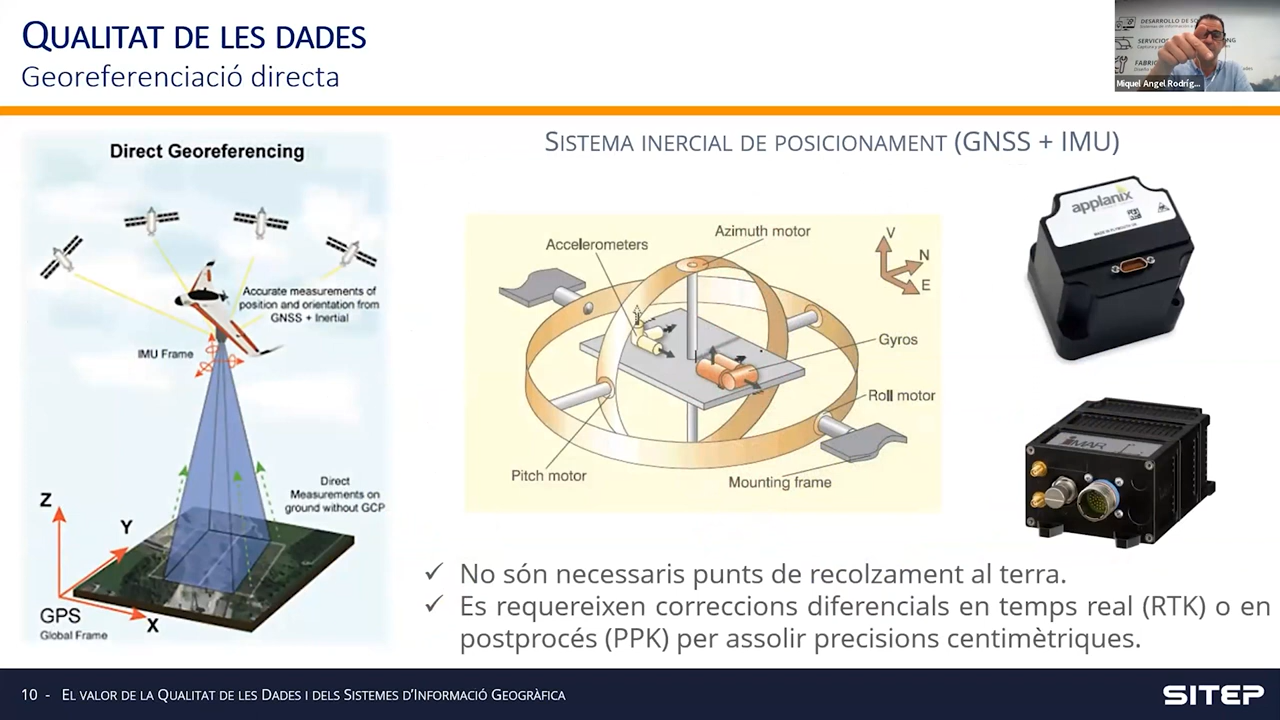 QUALITAT DE LES DADES
Georeferenciació directa
DESARROLLO DE
SERVICIOS
Miquel Angel Rodríg...
Direct Georeferencing
Accurate measurements of
position and orientation from
GNSS + Inertial
IMU Frame
Direct
Measurements on
ground without GCP
Z
Y
X
GPS
Global Frame
SISTEMA INERCIAL DE POSICIONAMENT (GNSS + IMU)
Accelerometers
Azimuth motor
V
N
E
Gyros
Roll motor
Pitch motor
Mounting frame
applanix
iMAR
✓ No són necessaris punts de recolzament al terra.
✓ Es requereixen correccions diferencials en temps real (RTK) o en
postprocés (PPK) per assolir precisions centimètriques.
10 - EL VALOR DE LA QUALITAT DE LES DADES I DELS SISTEMES D'INFORMACIÓ GEOGRÀFICA
SITEP